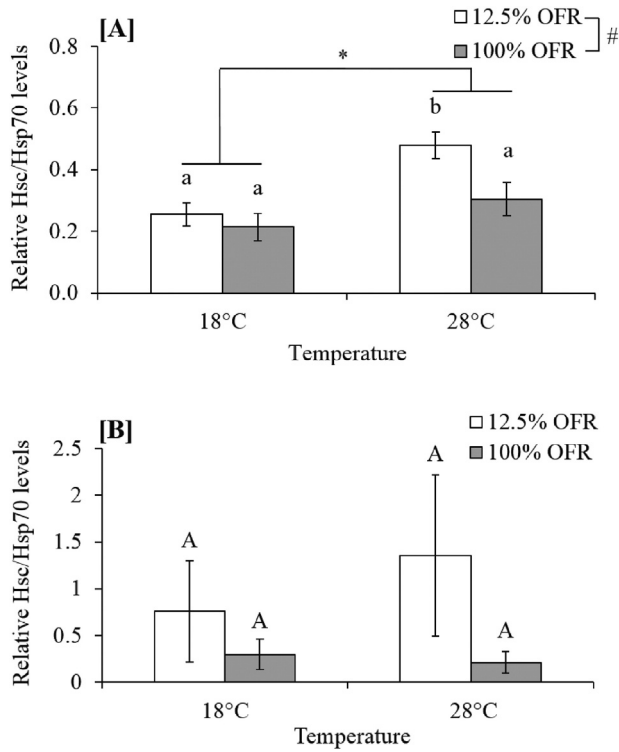 [A]
12.5% OFR
100% OFR
#
*
Relative Hsc/Hsp70 levels
0.8
0.6
0.4
0.2
0.0
a
a
b
a
18°C
28°C
Temperature
[B]
12.5% OFR
100% OFR
Relative Hsc/Hsp70 levels
2.5
2
1.5
1
0.5
0
A
A
A
A
18°C
28°C
Temperature